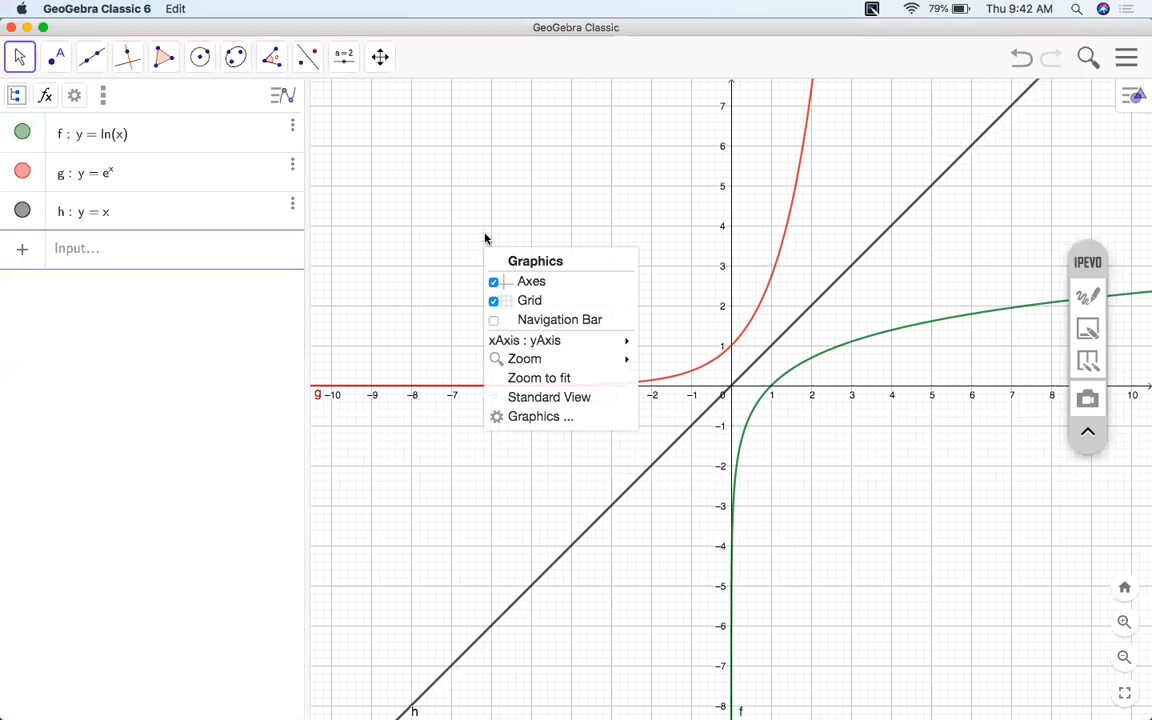 GeoGebra Classic 6 Edit 79% Thu 9:42 AM
GeoGebra Classic
A
a=2
fx
f : y = ln(x)
g : y = eˣ
h : y = x
+ Input...
Graphics
Axes
Grid
Navigation Bar
xAxis : yAxis
Zoom
Zoom to fit
Standard View
Graphics ...
IPEVO
7
6
5
4
3
2
1
g −10 −9 −8 −7 −2 −1 0 1 2 3 4 5 6 7 8 10
−1
−2
−3
−4
−5
−6
−7
−8
h f